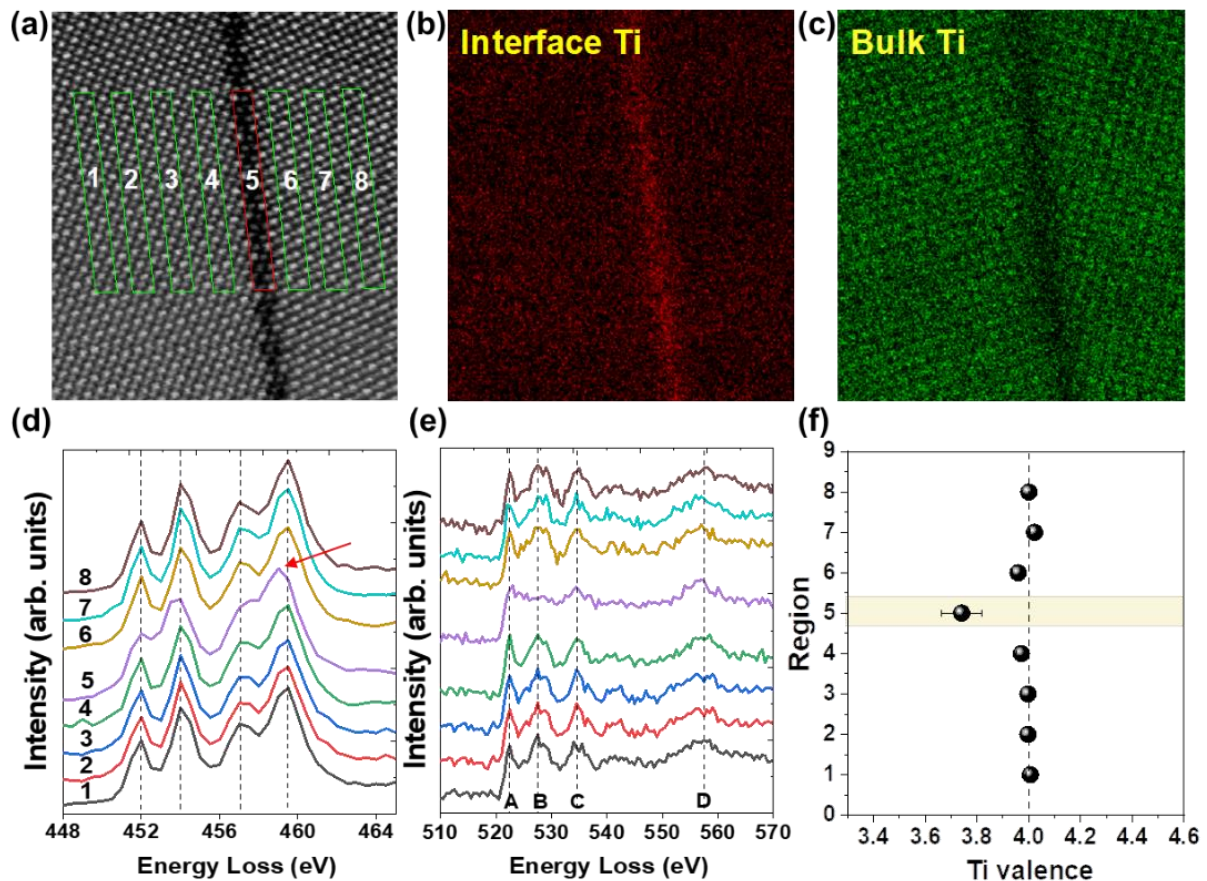 (a)
1 2 3 4 5 6 7 8
(b)
Interface Ti
(c)
Bulk Ti
(d)
Intensity (arb. units)
8
7
6
5
4
3
2
1
448 452 456 460 464
Energy Loss (eV)
(e)
Intensity (arb. units)
A B C D
510 520 530 540 550 560 570
Energy Loss (eV)
(f)
Region
9
8
7
6
5
4
3
2
1
0
3.4 3.6 3.8 4.0 4.2 4.4 4.6
Ti valence